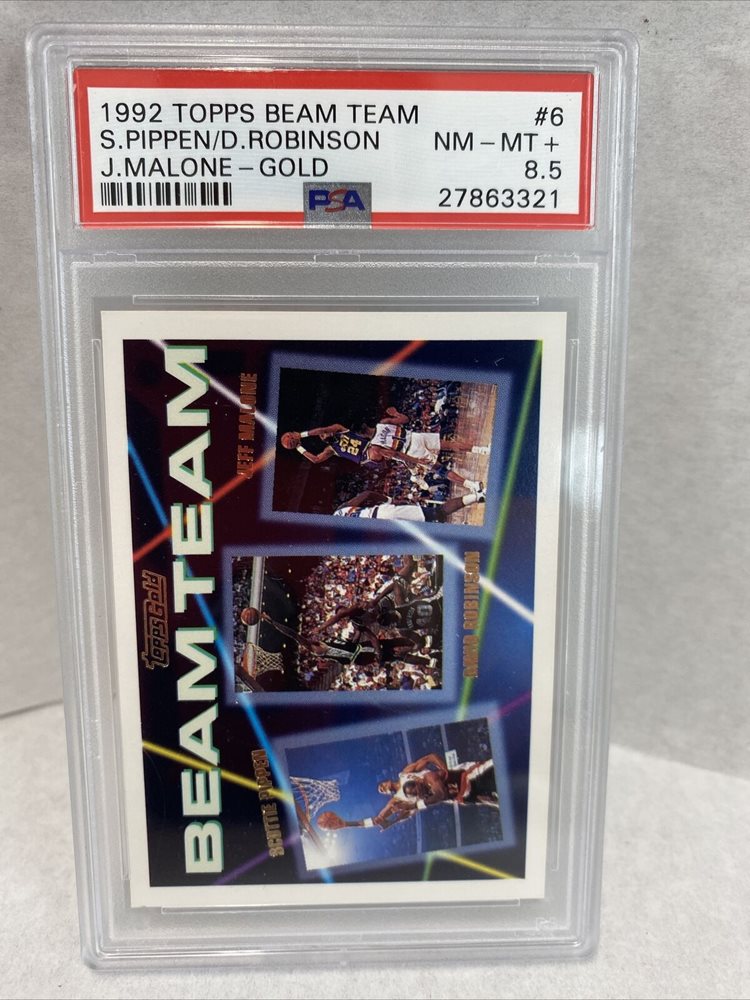 1992 TOPPS BEAM TEAM #6
S.PIPPEN/D.ROBINSON NM - MT +
J.MALONE - GOLD 8.5
PSA 27863321
BEAM TEAM
Topps Gold
JEFF MALONE
DAVID ROBINSON
SCOTTIE PIPPEN
24